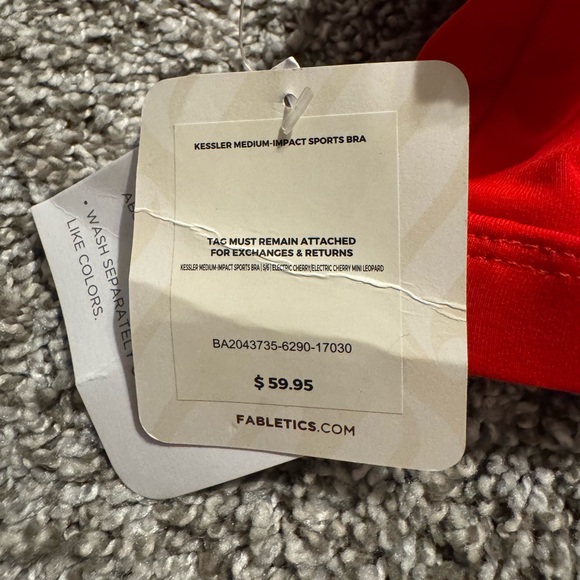 KESSLER MEDIUM-IMPACT SPORTS BRA
TAG MUST REMAIN ATTACHED
FOR EXCHANGES & RETURNS
KESSLER MEDIUM-IMPACT SPORTS BRA | S/6 | ELECTRIC CHERRY/ELECTRIC CHERRY MINI LEOPARD
BA2043735-6290-17030
$ 59.95
FABLETICS.COM
• WASH SEPARATELY
LIKE COLORS.